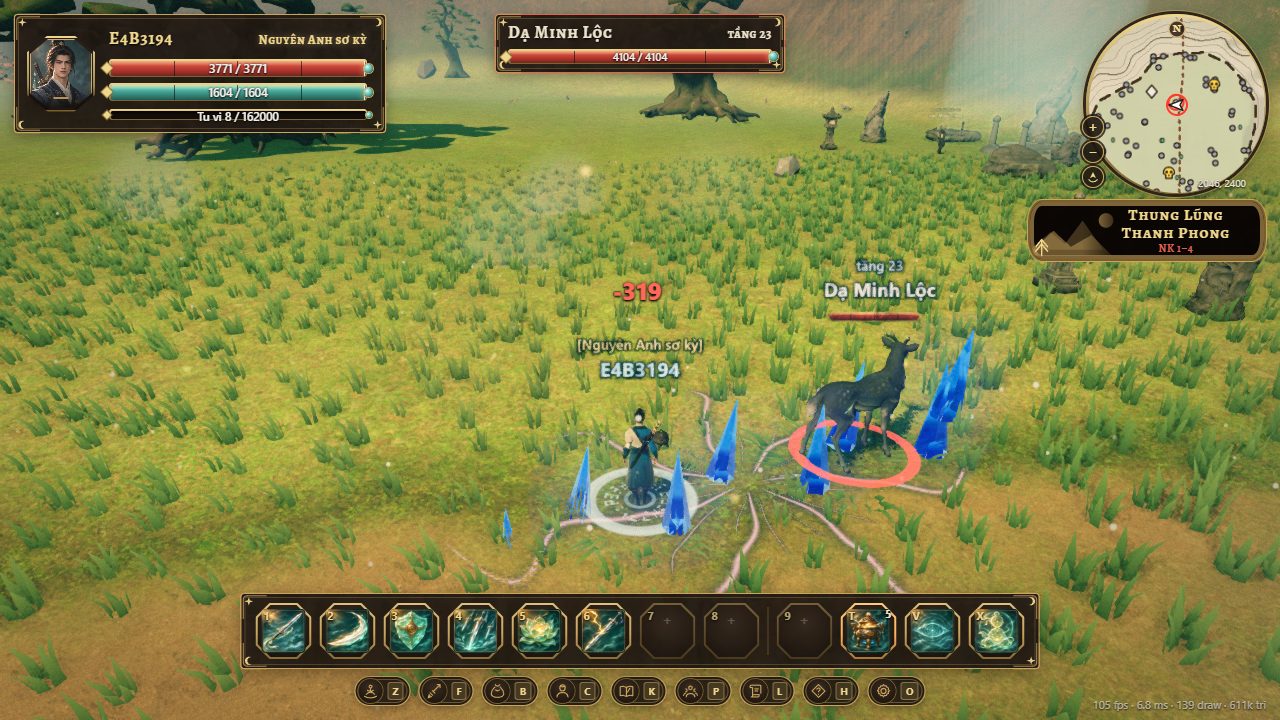 E4B3194
Nguyên Anh sơ kỳ
3771 / 3771
1604 / 1604
Tu vi 8 / 162000
Dạ Minh Lộc
tầng 23
4104 / 4104
N
+
−
2046, 2400
Thung Lũng
Thanh Phong
NK 1–4
-319
[Nguyên Anh sơ kỳ]
E4B3194
tầng 23
Dạ Minh Lộc
1 2 3 4 5 6 7 8 9 T 5 V X
Z F B C K P L H O
105 fps · 6.8 ms · 139 draw · 611k tri